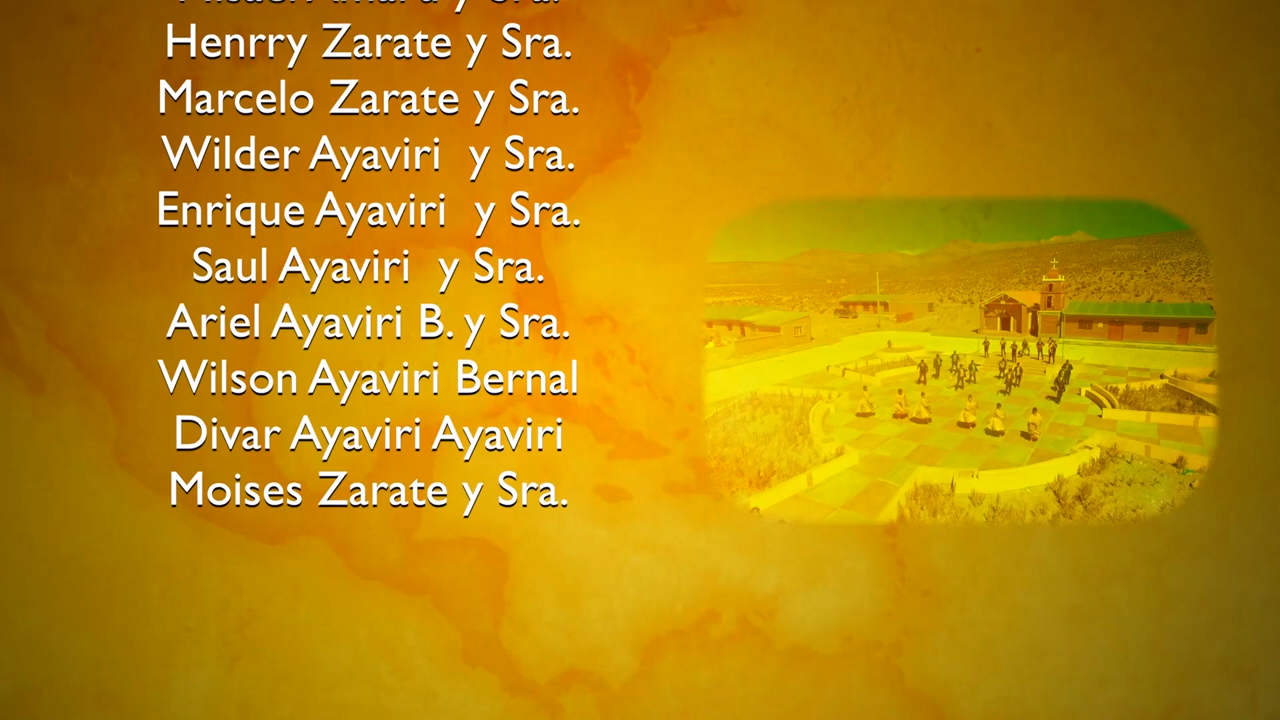 y Sra.
Henrry Zarate y Sra.
Marcelo Zarate y Sra.
Wilder Ayaviri y Sra.
Enrique Ayaviri y Sra.
Saul Ayaviri y Sra.
Ariel Ayaviri B. y Sra.
Wilson Ayaviri Bernal
Divar Ayaviri Ayaviri
Moises Zarate y Sra.